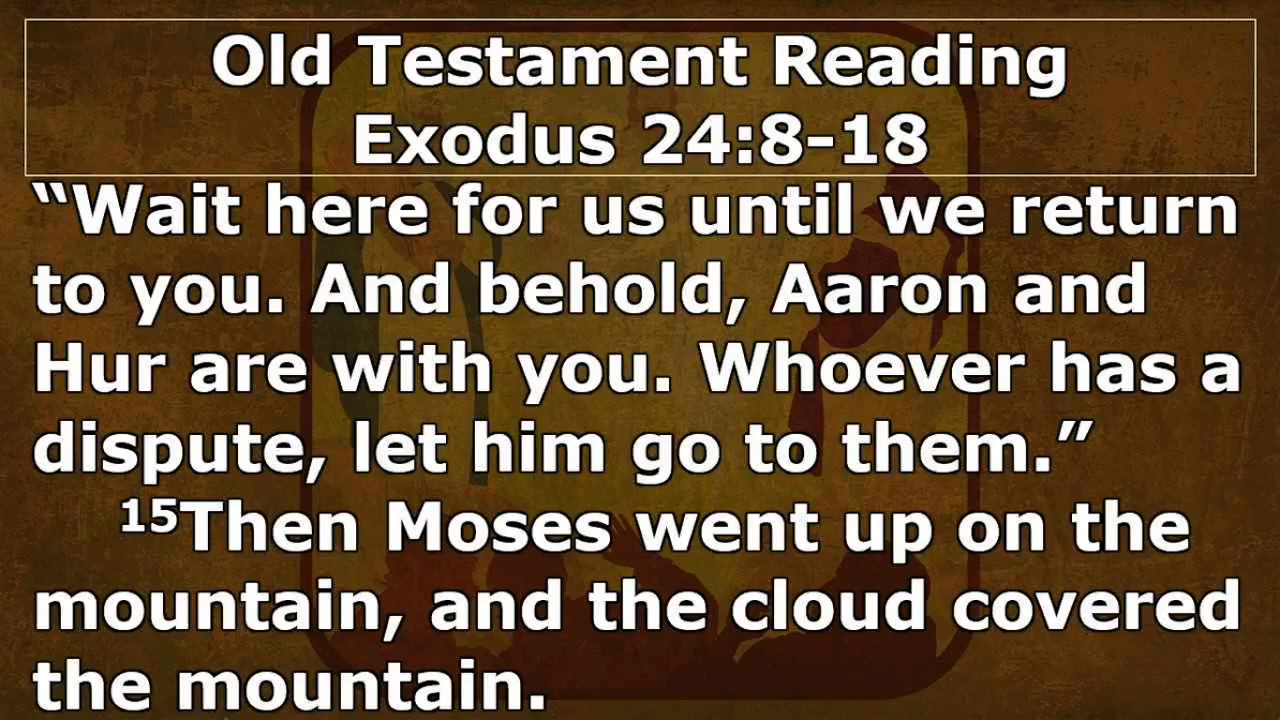 Old Testament Reading
Exodus 24:8-18
“Wait here for us until we return
to you. And behold, Aaron and
Hur are with you. Whoever has a
dispute, let him go to them.”
¹⁵Then Moses went up on the
mountain, and the cloud covered
the mountain.